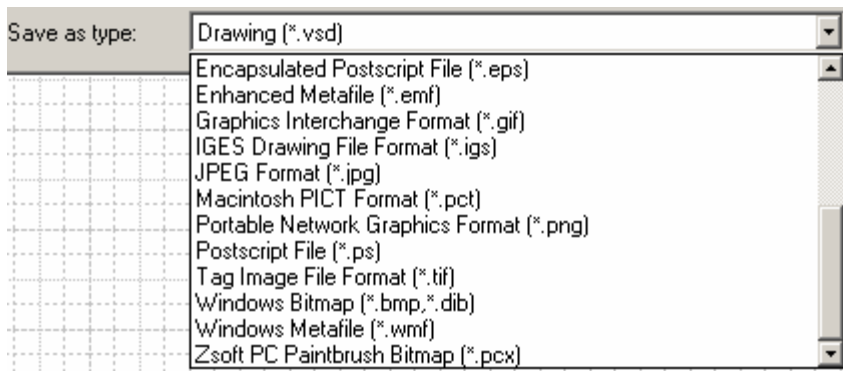 Save as type: Drawing (*.vsd)
Encapsulated Postscript File (*.eps)
Enhanced Metafile (*.emf)
Graphics Interchange Format (*.gif)
IGES Drawing File Format (*.igs)
JPEG Format (*.jpg)
Macintosh PICT Format (*.pct)
Portable Network Graphics Format (*.png)
Postscript File (*.ps)
Tag Image File Format (*.tif)
Windows Bitmap (*.bmp,*.dib)
Windows Metafile (*.wmf)
Zsoft PC Paintbrush Bitmap (*.pcx)